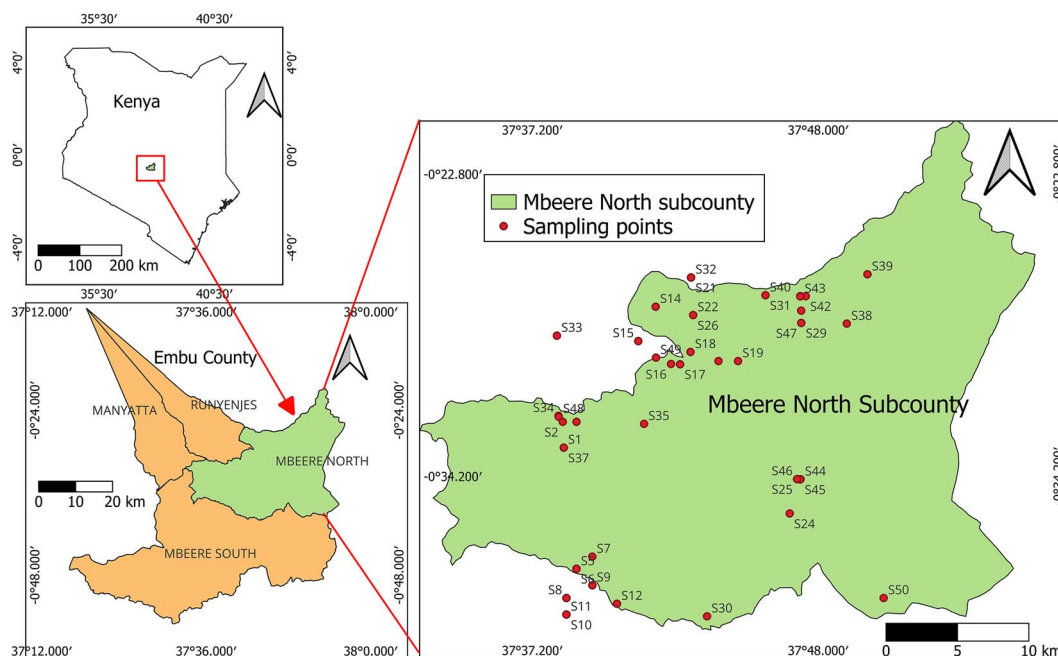 35°30' 40°30'
4°0'
4°0'
Kenya
0°0'
0°0'
-4°0'
-4°0'
0 100 200 km
35°30' 40°30'
37°12.000' 37°36.000' 38°0.000'
Embu County
MANYATTA
RUNYENJES
-0°24.000'
-0°24.000'
MBEERE NORTH
0 10 20 km
MBEERE SOUTH
-0°48.000'
-0°48.000'
37°12.000' 37°36.000' 38°0.000'
37°37.200' 37°48.000'
-0°22.800'
-0822.800'
Mbeere North subcounty
Sampling points
S32
S39
S21
S40 S43
S14
S22
S31 S42
S33
S26
S47 S29 S38
S15
S18
S49
S19
S16 S17
Mbeere North Subcounty
S34 S48
S35
S2 S1
S37
-0°34.200'
-0834.200'
S46 S44
S25 S45
S24
S7
S5
S6 S9
S8
S11
S12
S50
S10
S30
0 5 10 km
37°37.200' 37°48.000'